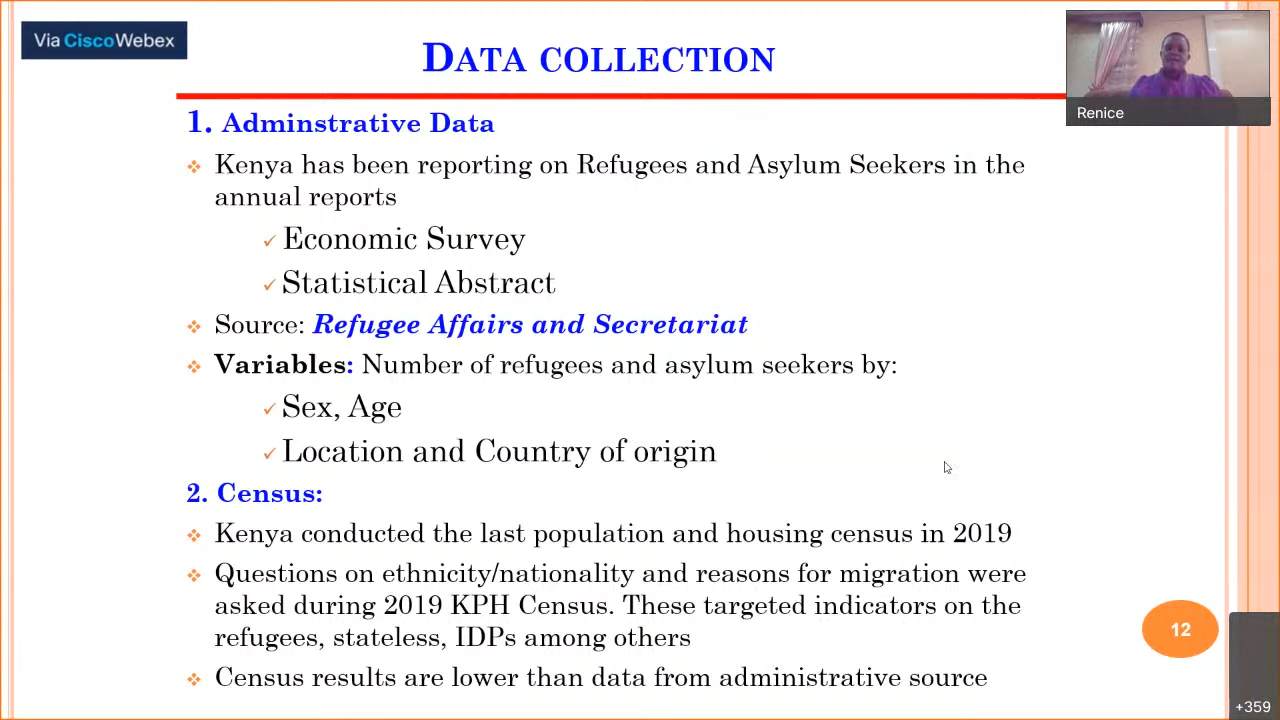 Via Cisco Webex
DATA COLLECTION
Renice
1. Adminstrative Data
Kenya has been reporting on Refugees and Asylum Seekers in the
annual reports
Economic Survey
Statistical Abstract
Source: Refugee Affairs and Secretariat
Variables: Number of refugees and asylum seekers by:
Sex, Age
Location and Country of origin
2. Census:
Kenya conducted the last population and housing census in 2019
Questions on ethnicity/nationality and reasons for migration were
asked during 2019 KPH Census. These targeted indicators on the
refugees, stateless, IDPs among others
12
Census results are lower than data from administrative source
+359